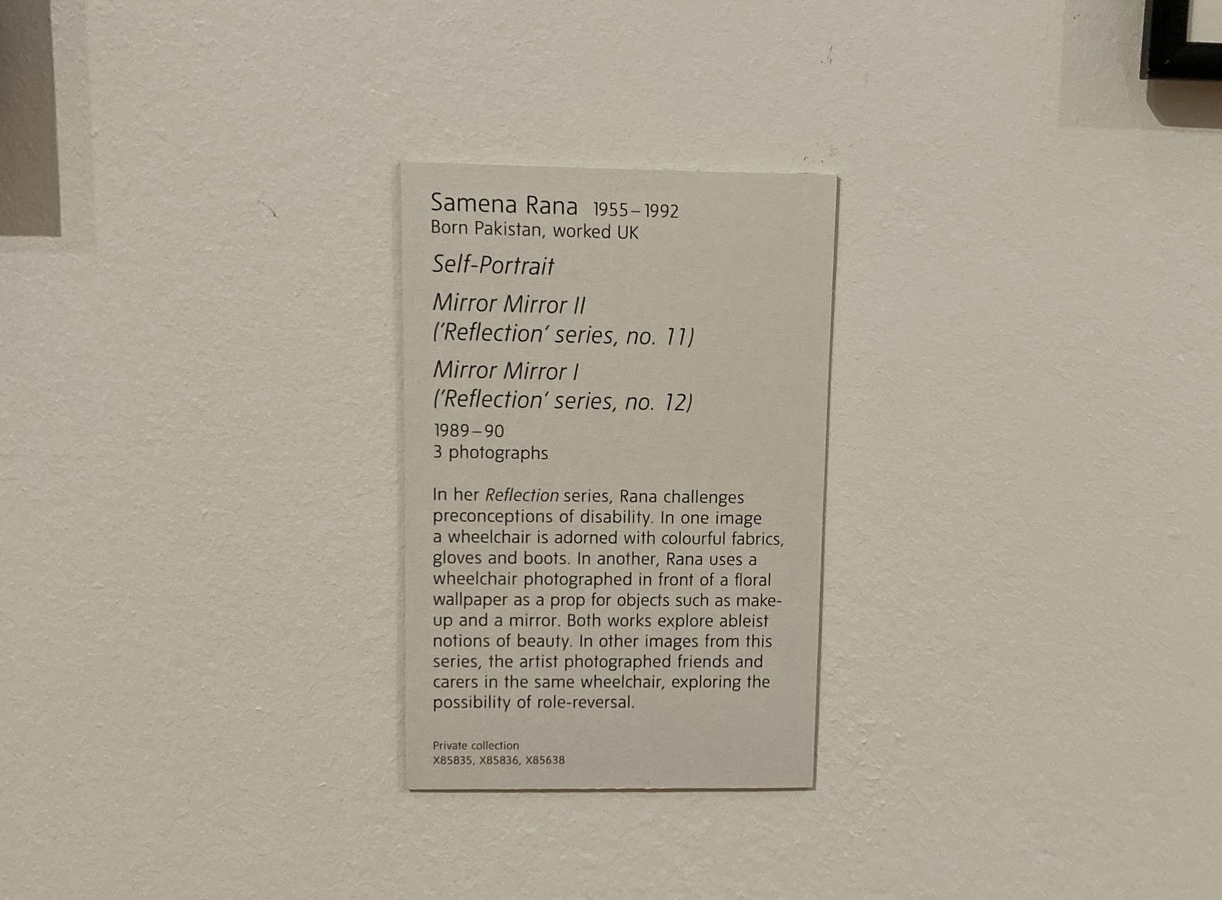 Samena Rana 1955–1992
Born Pakistan, worked UK
Self-Portrait
Mirror Mirror II
('Reflection' series, no. 11)
Mirror Mirror I
('Reflection' series, no. 12)
1989–90
3 photographs
In her Reflection series, Rana challenges
preconceptions of disability. In one image
a wheelchair is adorned with colourful fabrics,
gloves and boots. In another, Rana uses a
wheelchair photographed in front of a floral
wallpaper as a prop for objects such as make-
up and a mirror. Both works explore ableist
notions of beauty. In other images from this
series, the artist photographed friends and
carers in the same wheelchair, exploring the
possibility of role-reversal.
Private collection
X85835, X85836, X85638